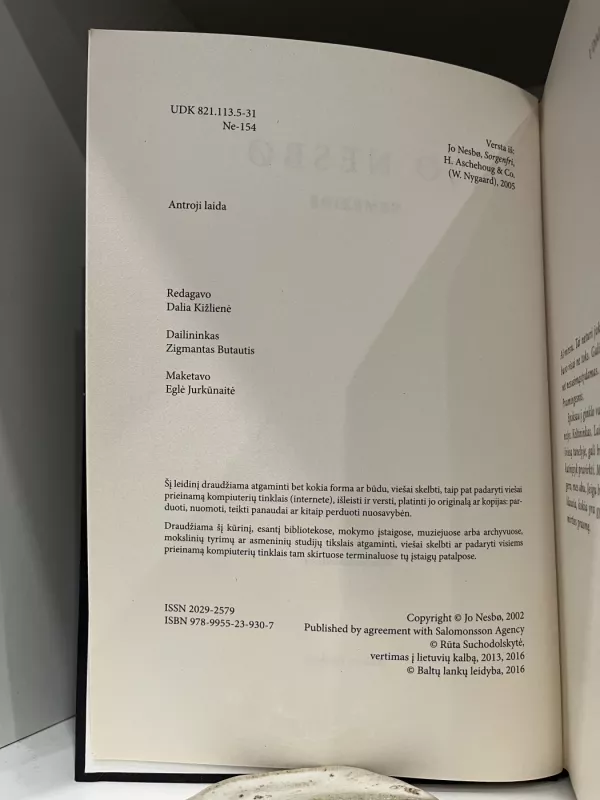 UDK 821.113.5-31
Ne-154
Versta iš:
Jo Nesbø, Sorgenfri,
H. Aschehoug & Co.
(W. Nygaard), 2005
Antroji laida
Redagavo
Dalia Kižlienė
Dailininkas
Zigmantas Butautis
Maketavo
Eglė Jurkūnaitė
Šį leidinį draudžiama atgaminti bet kokia forma ar būdu, viešai skelbti, taip pat padaryti viešai
prieinamą kompiuterių tinklais (internete), išleisti ir versti, platinti jo originalą ar kopijas: par-
duoti, nuomoti, teikti panaudai ar kitaip perduoti nuosavybėn.
Draudžiama šį kūrinį, esantį bibliotekose, mokymo įstaigose, muziejuose arba archyvuose,
mokslinių tyrimų ar asmeninių studijų tikslais atgaminti, viešai skelbti ar padaryti visiems
prieinamą kompiuterių tinklais tam skirtuose terminaluose tų įstaigų patalpose.
ISSN 2029-2579
ISBN 978-9955-23-930-7
Copyright © Jo Nesbø, 2002
Published by agreement with Salomonsson Agency
© Rūta Suchodolskytė,
vertimas į lietuvių kalbą, 2013, 2016
© Baltų lankų leidyba, 2016